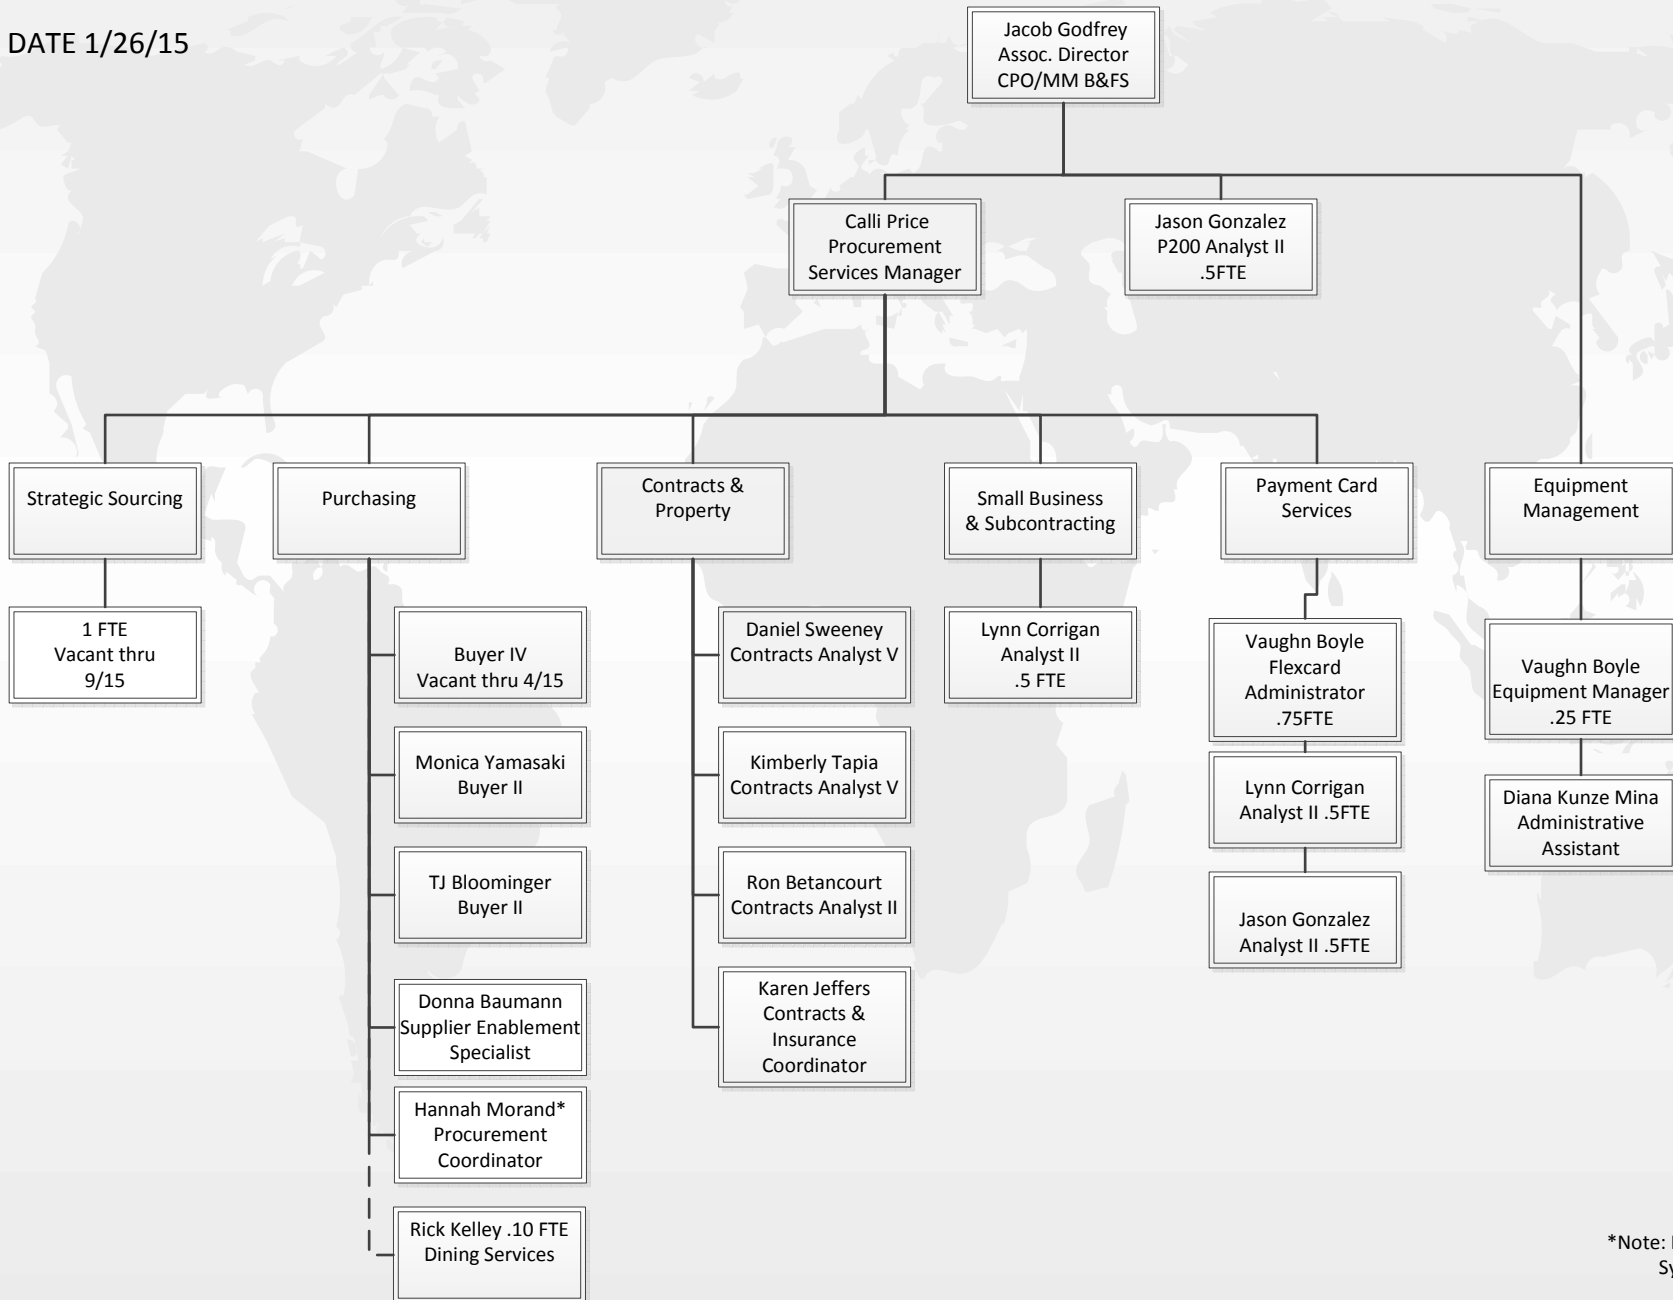 DATE 1/26/15
Jacob Godfrey
Assoc. Director
CPO/MM B&FS
Calli Price
Procurement
Services Manager
Jason Gonzalez
P200 Analyst II
.5FTE
Strategic Sourcing
Purchasing
Contracts &
Property
Small Business
& Subcontracting
Payment Card
Services
Equipment
Management
1 FTE
Vacant thru
9/15
Buyer IV
Vacant thru 4/15
Monica Yamasaki
Buyer II
TJ Bloominger
Buyer II
Donna Baumann
Supplier Enablement
Specialist
Hannah Morand*
Procurement
Coordinator
Rick Kelley .10 FTE
Dining Services
Daniel Sweeney
Contracts Analyst V
Kimberly Tapia
Contracts Analyst V
Ron Betancourt
Contracts Analyst II
Karen Jeffers
Contracts &
Insurance
Coordinator
Lynn Corrigan
Analyst II
.5 FTE
Vaughn Boyle
Flexcard
Administrator
.75FTE
Lynn Corrigan
Analyst II .5FTE
Jason Gonzalez
Analyst II .5FTE
Vaughn Boyle
Equipment Manager
.25 FTE
Diana Kunze Mina
Administrative
Assistant
*Note: